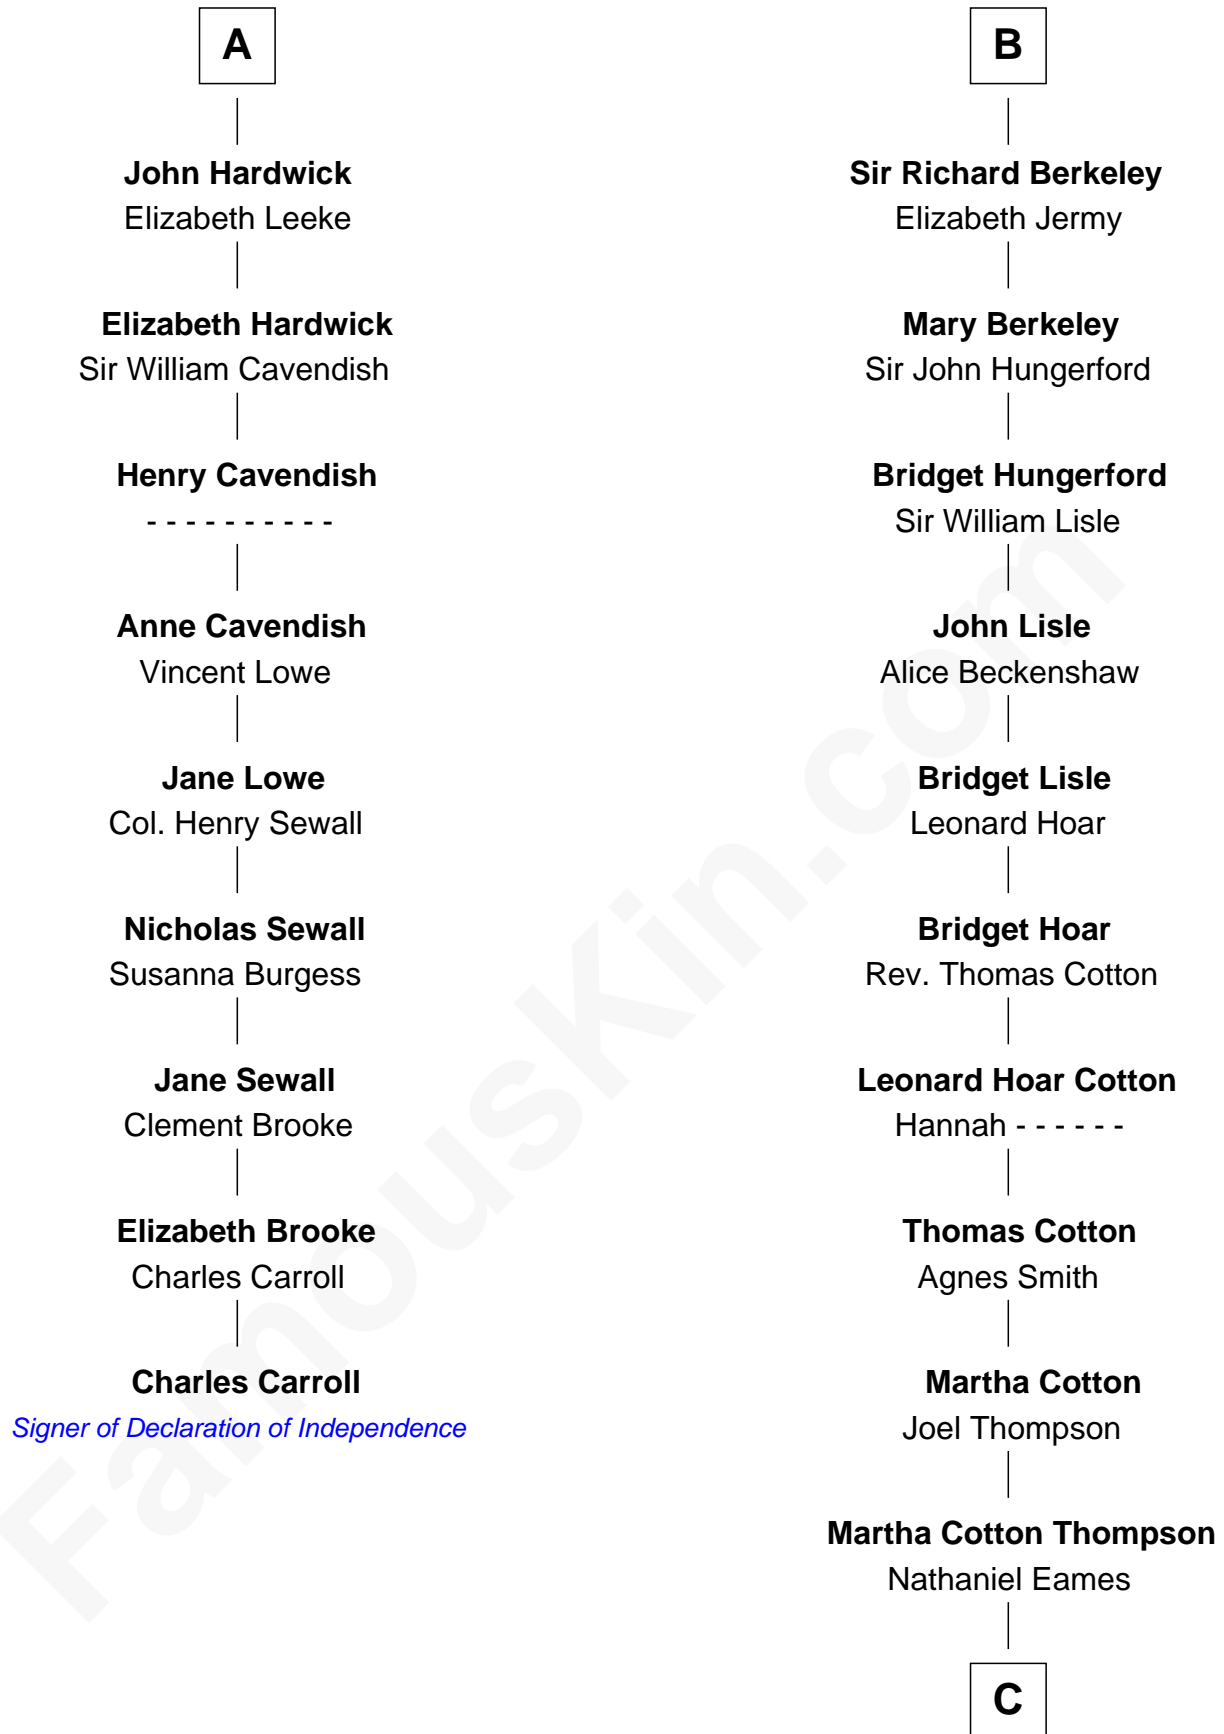 A
John Hardwick
Elizabeth Leeke
Elizabeth Hardwick
Sir William Cavendish
Henry Cavendish
- - - - - - - - - -
Anne Cavendish
Vincent Lowe
Jane Lowe
Col. Henry Sewall
Nicholas Sewall
Susanna Burgess
Jane Sewall
Clement Brooke
Elizabeth Brooke
Charles Carroll
Charles Carroll
Signer of Declaration of Independence
B
Sir Richard Berkeley
Elizabeth Jermy
Mary Berkeley
Sir John Hungerford
Bridget Hungerford
Sir William Lisle
John Lisle
Alice Beckenshaw
Bridget Lisle
Leonard Hoar
Bridget Hoar
Rev. Thomas Cotton
Leonard Hoar Cotton
Hannah - - - - - -
Thomas Cotton
Agnes Smith
Martha Cotton
Joel Thompson
Martha Cotton Thompson
Nathaniel Eames
C
FamousKin.com